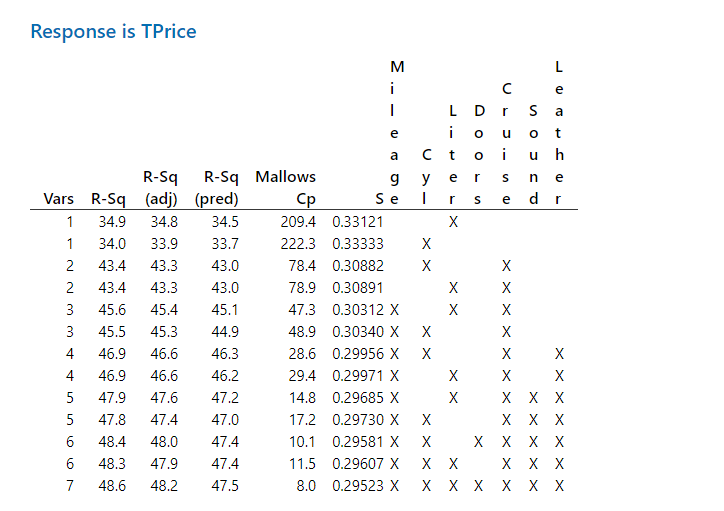 Response is TPrice
Vars R-Sq R-Sq (adj) R-Sq (pred) Mallows Cp S Mileage Cyl Liter Doors Cruise Sound Leather
1 34.9 34.8 34.5 209.4 0.33121 X
1 34.0 33.9 33.7 222.3 0.33333 X
2 43.4 43.3 43.0 78.4 0.30882 X X
2 43.4 43.3 43.0 78.9 0.30891 X X
3 45.6 45.4 45.1 47.3 0.30312 X X X
3 45.5 45.3 44.9 48.9 0.30340 X X X
4 46.9 46.6 46.3 28.6 0.29956 X X X X
4 46.9 46.6 46.2 29.4 0.29971 X X X X
5 47.9 47.6 47.2 14.8 0.29685 X X X X X
5 47.8 47.4 47.0 17.2 0.29730 X X X X X
6 48.4 48.0 47.4 10.1 0.29581 X X X X X X
6 48.3 47.9 47.4 11.5 0.29607 X X X X X X
7 48.6 48.2 47.5 8.0 0.29523 X X X X X X X